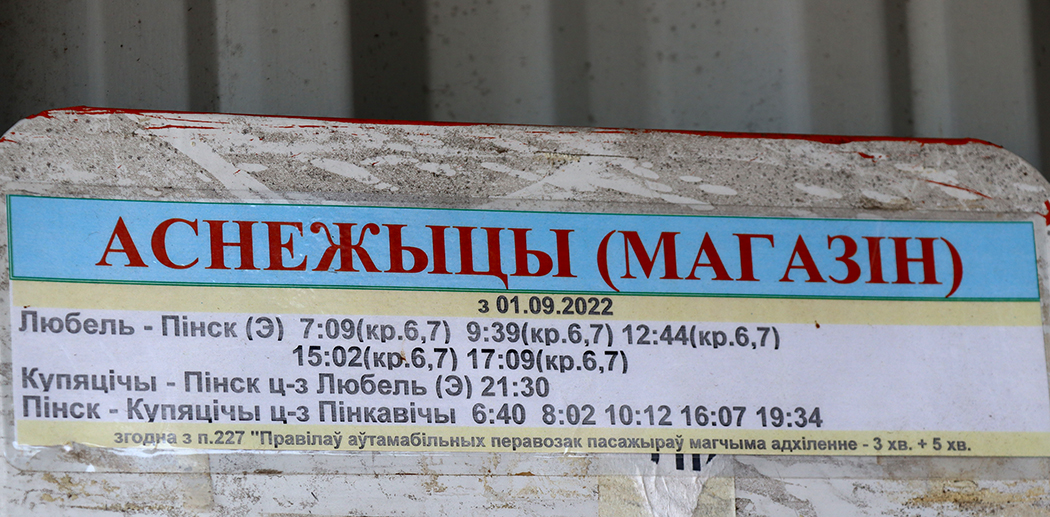 АСНЕЖЫЦЫ (МАГАЗІН)
з 01.09.2022
Любель - Пінск (Э) 7:09(кр.6,7) 9:39(кр.6,7) 12:44(кр.6,7)
15:02(кр.6,7) 17:09(кр.6,7)
Купяцічы - Пінск ц-з Любель (Э) 21:30
Пінск - Купяцічы ц-з Пінкавічы 6:40 8:02 10:12 16:07 19:34
згодна з п.227 "Правілаў аўтамабільных перавозак пасажыраў магчыма адхіленне - 3 хв. + 5 хв.